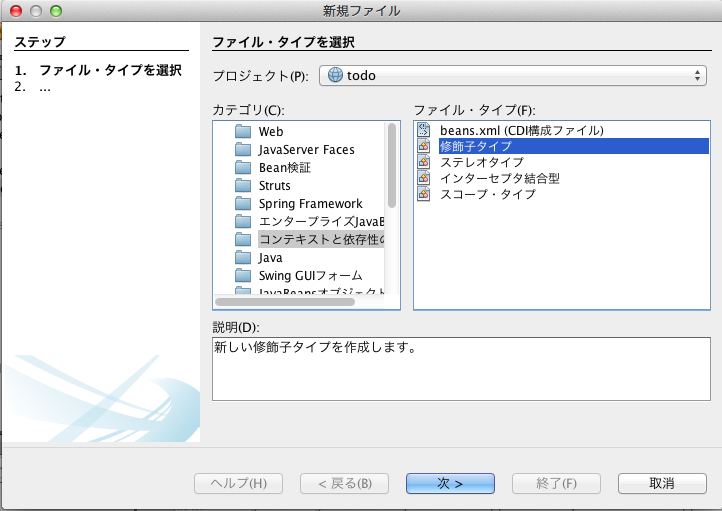 新規ファイル
ステップ
1. ファイル・タイプを選択
2. ...
ファイル・タイプを選択
プロジェクト(P):
todo
カテゴリ(C):
Web
JavaServer Faces
Bean検証
Struts
Spring Framework
エンタープライズJavaB
コンテキストと依存性の
Java
Swing GUIフォーム
JavaBeansオブジェクト
ファイル・タイプ(F):
beans.xml (CDI構成ファイル)
修飾子タイプ
ステレオタイプ
インターセプタ結合型
スコープ・タイプ
説明(D):
新しい修飾子タイプを作成します。
ヘルプ(H)
< 戻る(B)
次 >
終了(F)
取消